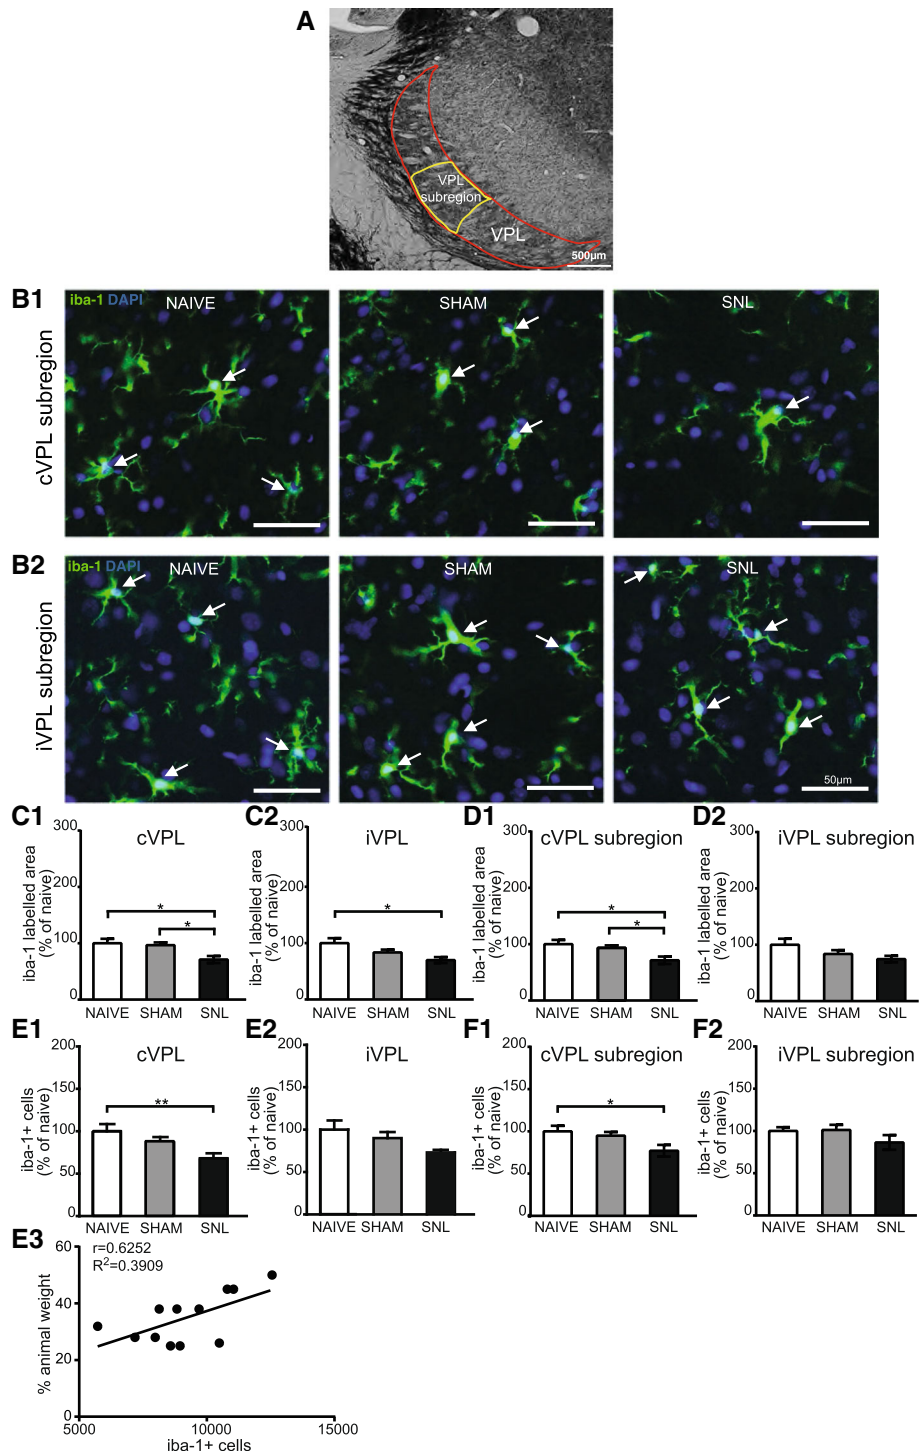 A
VPL
subregion
VPL
500µm
B1
iba-1 DAPI
NAIVE
SHAM
SNL
cVPL subregion
B2
iba-1 DAPI
NAIVE
SHAM
SNL
iVPL subregion
50µm
C1
cVPL
iba-1 labelled area
(% of naive)
300
200
100
0
*
*
NAIVE SHAM SNL
C2
iVPL
iba-1 labelled area
(% of naive)
300
200
100
0
*
NAIVE SHAM SNL
D1
cVPL subregion
iba-1 labelled area
(% of naive)
300
200
100
0
*
*
NAIVE SHAM SNL
D2
iVPL subregion
iba-1 labelled area
(% of naive)
300
200
100
0
NAIVE SHAM SNL
E1
cVPL
iba-1+ cells
(% of naive)
200
150
100
50
0
**
NAIVE SHAM SNL
E2
iVPL
iba-1+ cells
(% of naive)
200
150
100
50
0
NAIVE SHAM SNL
F1
cVPL subregion
iba-1+ cells
(% of naive)
200
150
100
50
0
*
NAIVE SHAM SNL
F2
iVPL subregion
iba-1+ cells
(% of naive)
200
150
100
50
0
NAIVE SHAM SNL
E3
r=0.6252
R²=0.3909
% animal weight
60
40
20
0
5000 10000 15000
iba-1+ cells